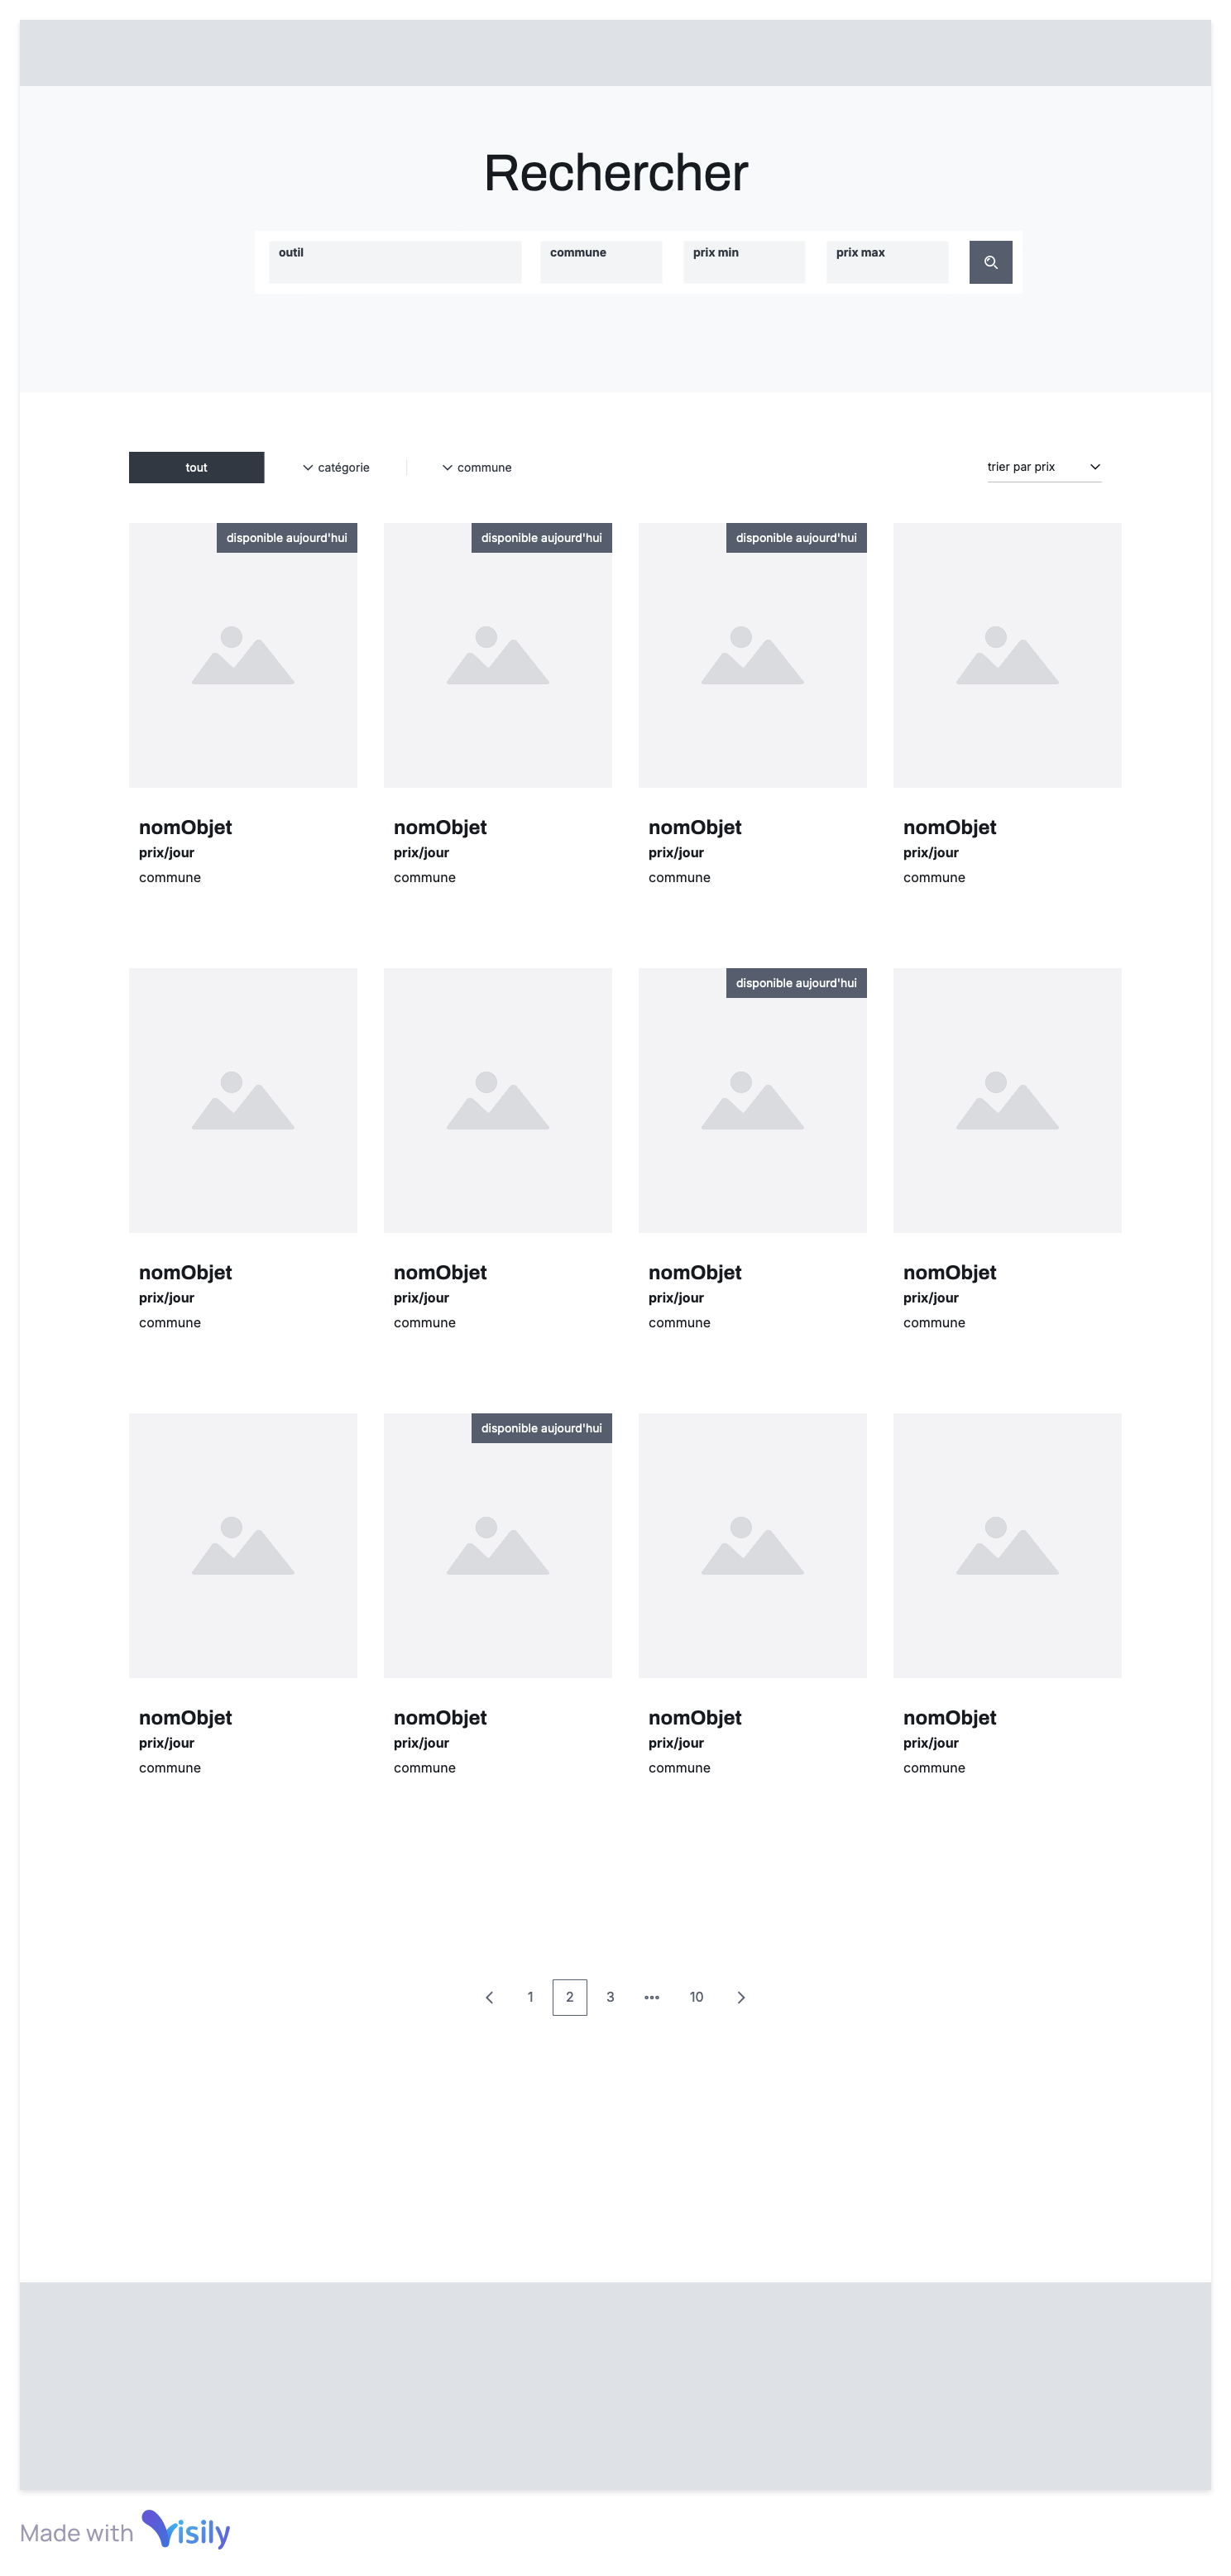 Rechercher
outil commune prix min prix max
tout catégorie commune trier par prix
disponible aujourd'hui disponible aujourd'hui disponible aujourd'hui
nomObjet nomObjet nomObjet nomObjet
prix/jour prix/jour prix/jour prix/jour
commune commune commune commune
disponible aujourd'hui
nomObjet nomObjet nomObjet nomObjet
prix/jour prix/jour prix/jour prix/jour
commune commune commune commune
disponible aujourd'hui
nomObjet nomObjet nomObjet nomObjet
prix/jour prix/jour prix/jour prix/jour
commune commune commune commune
1 2 3 ••• 10
Made with Visily